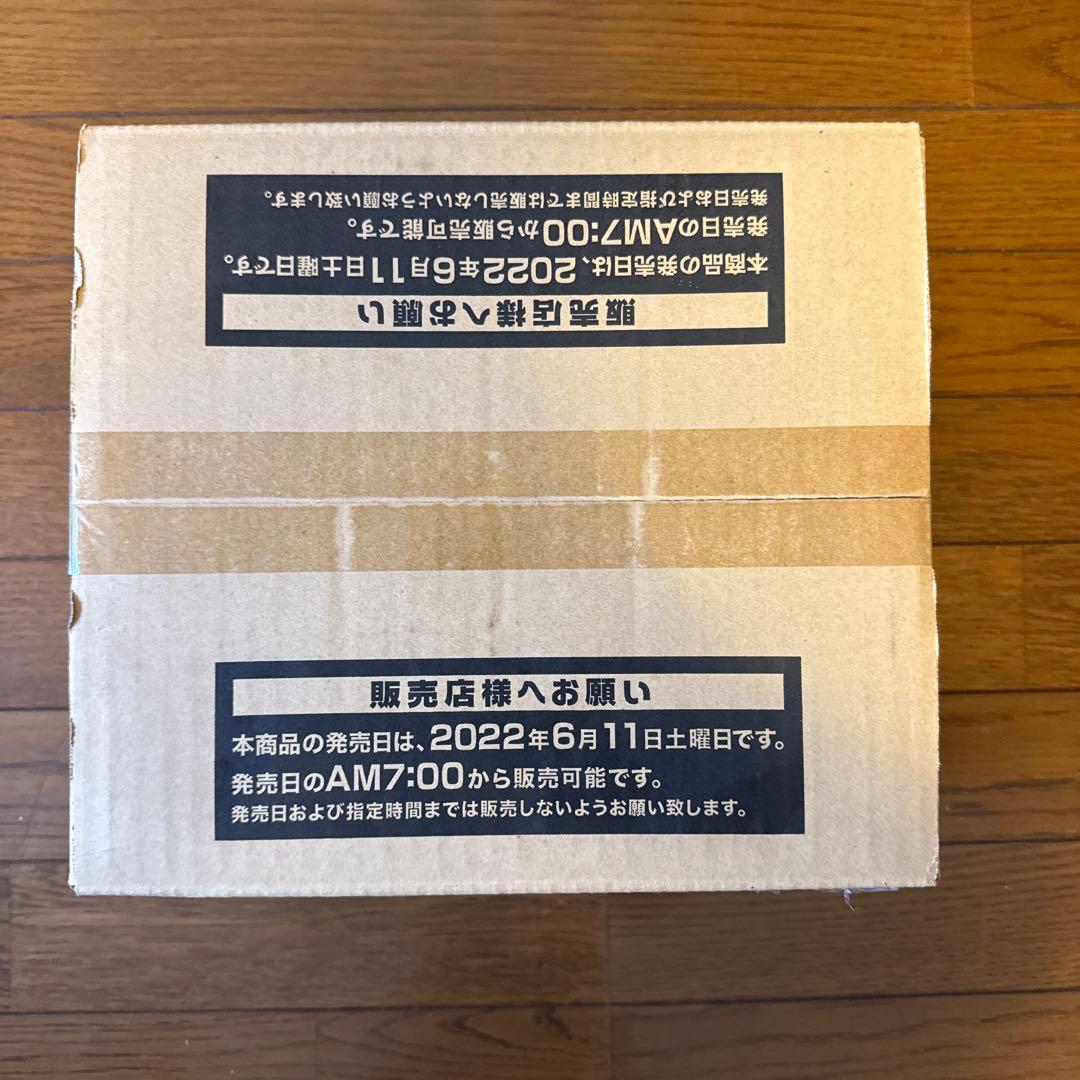 販売店様へお願い
本商品の発売日は、2022年6月11日土曜日です。
発売日のAM7:00から販売可能です。
発売日および指定時間までは販売しないようお願い致します。
販売店様へお願い
本商品の発売日は、2022年6月11日土曜日です。
発売日のAM7:00から販売可能です。
発売日および指定時間までは販売しないようお願い致します。